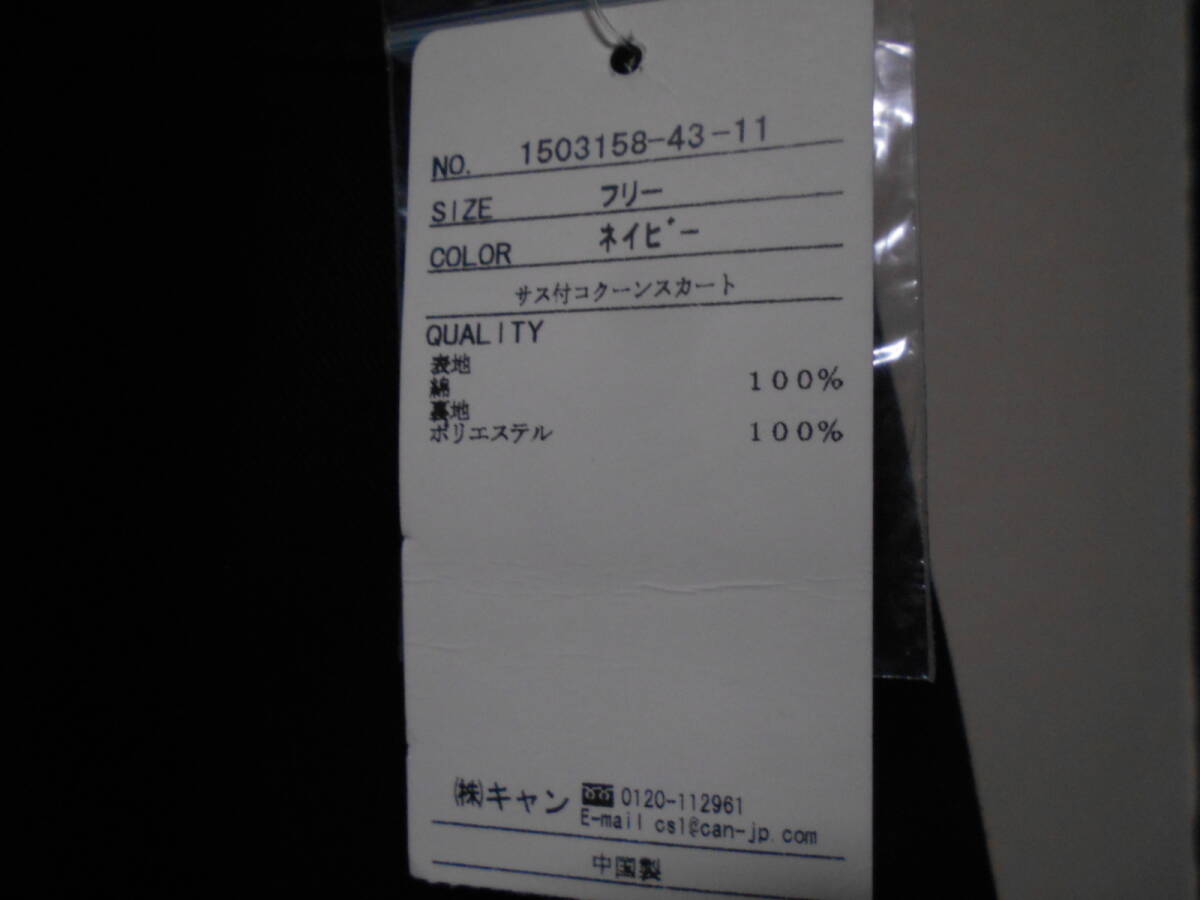 NO. 1503158-43-11
SIZE フリー
COLOR ネイビー
サス付コクーンスカート
QUALITY
表地
綿 100%
裏地
ポリエステル 100%
㈱キャン 0120-112961
E-mail cs1@can-jp.com
中国製